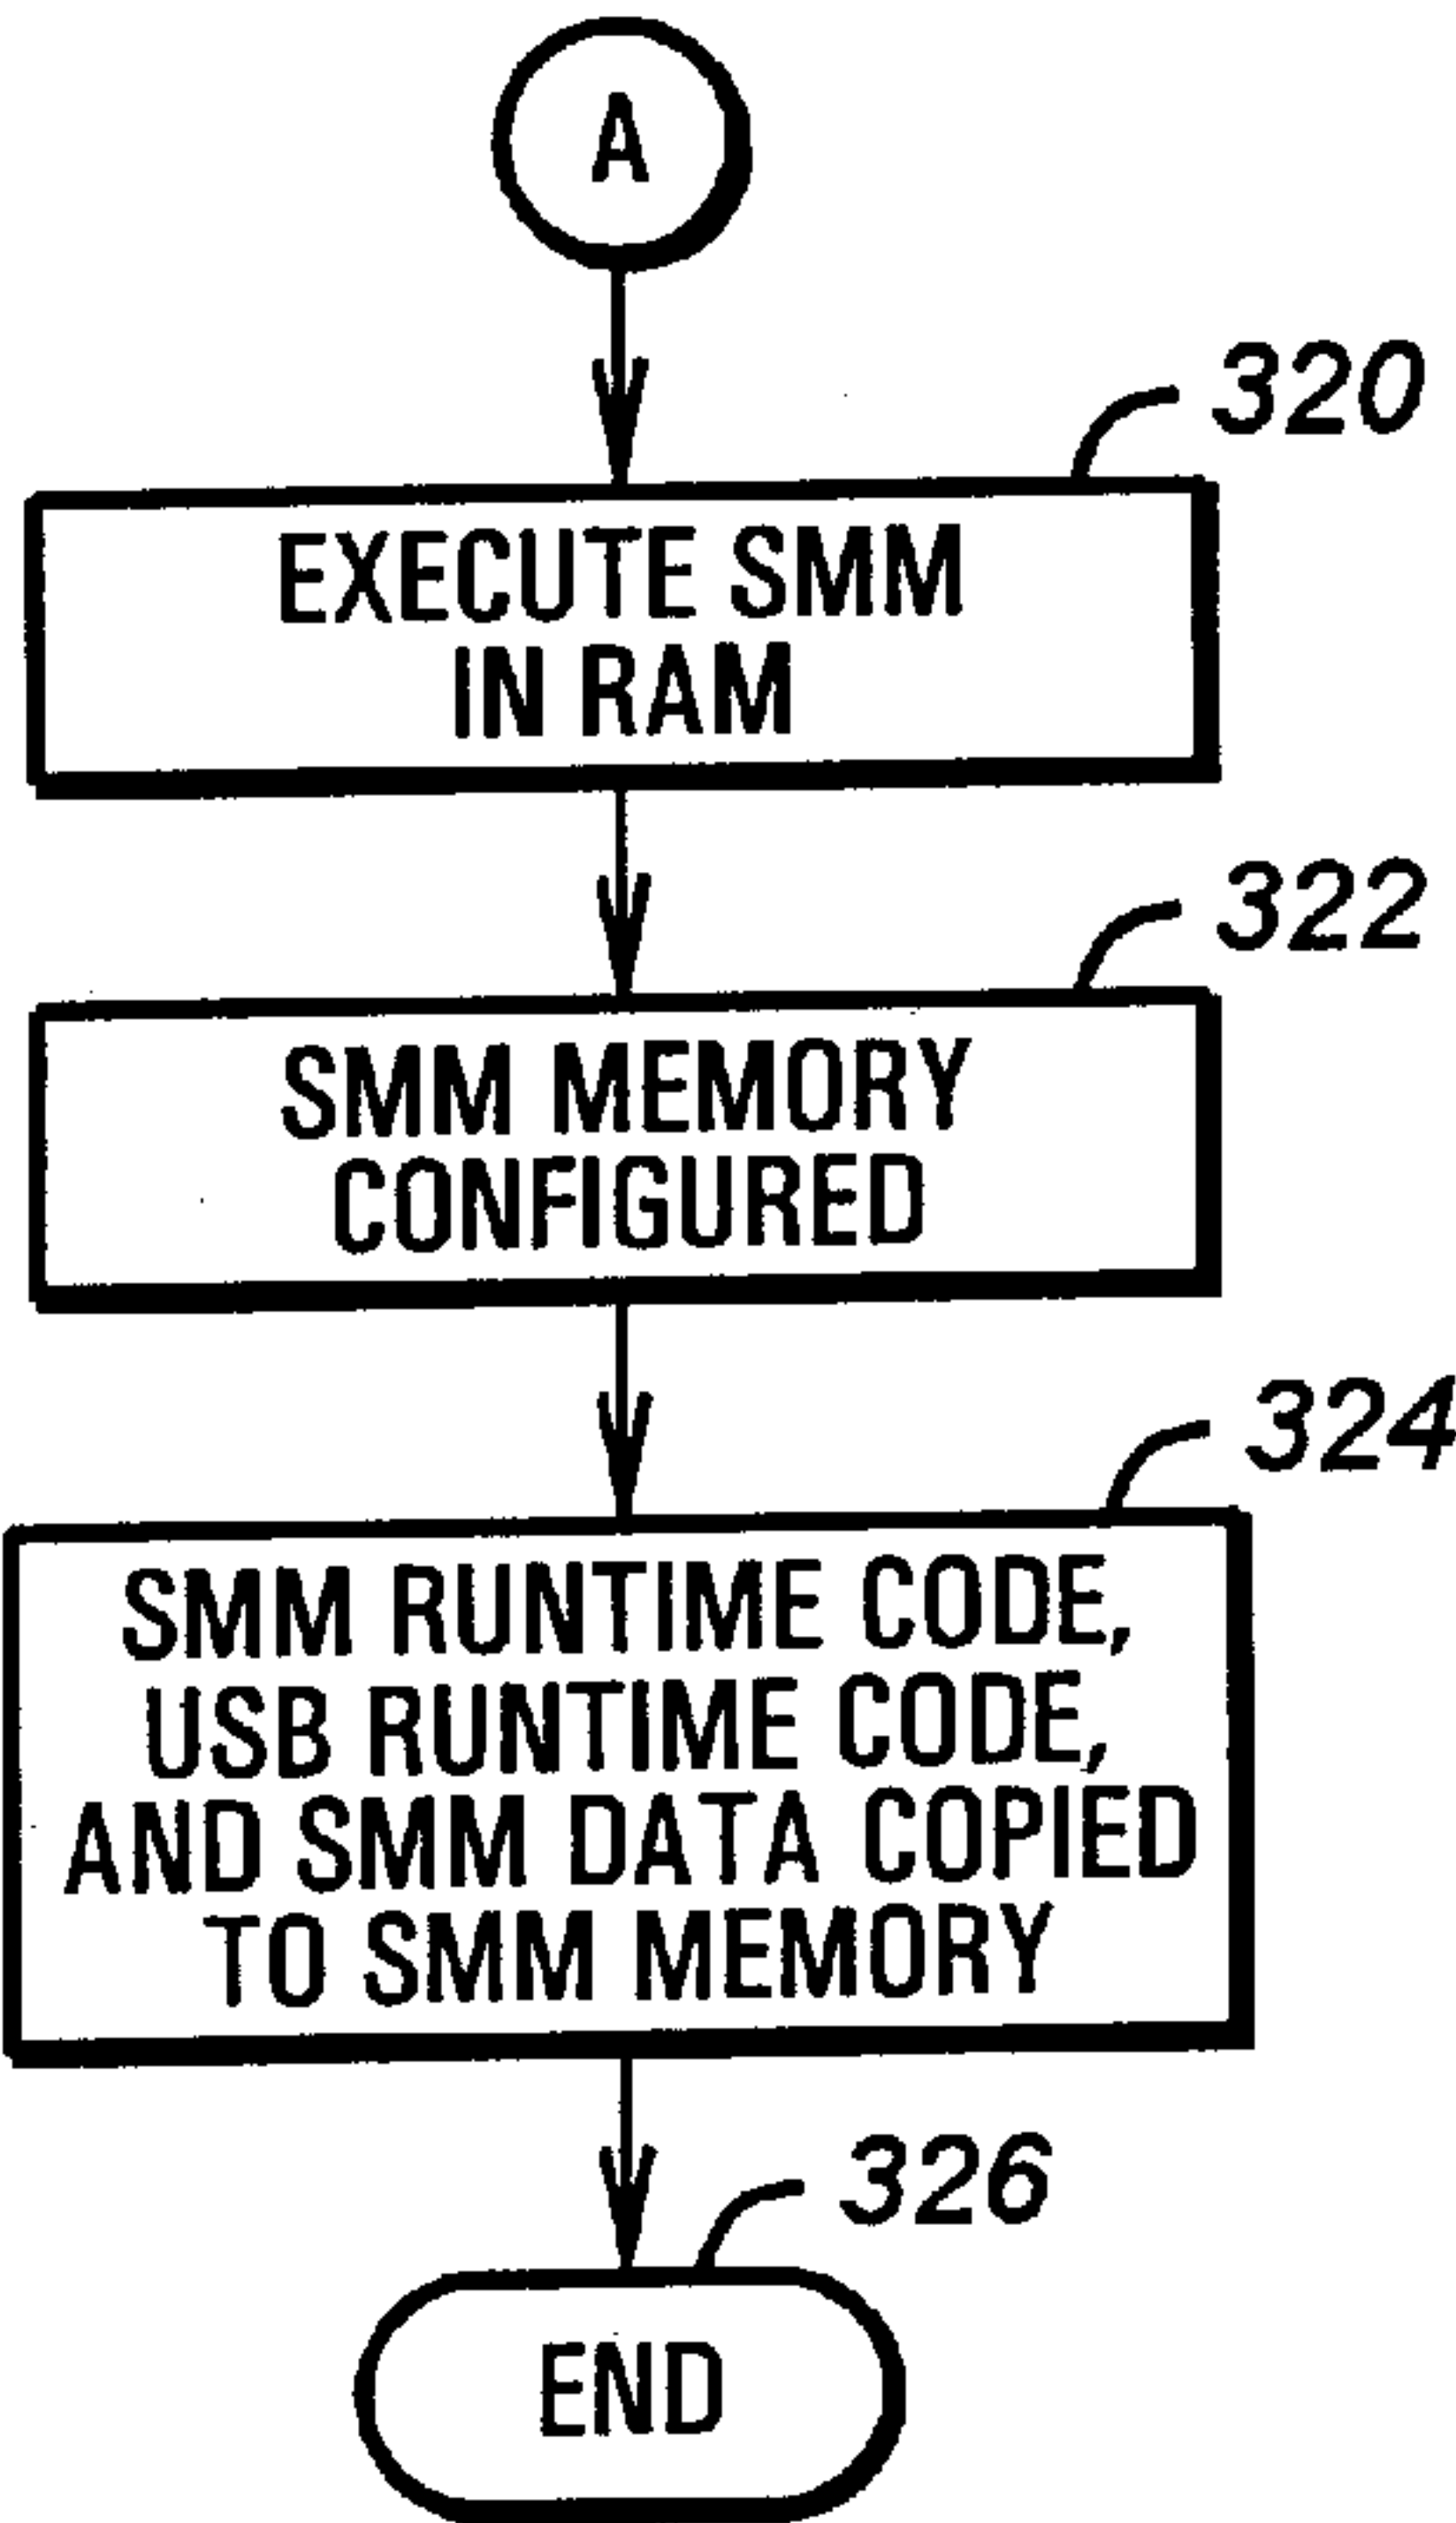 A
320
EXECUTE SMM
IN RAM
322
SMM MEMORY
CONFIGURED
324
SMM RUNTIME CODE,
USB RUNTIME CODE,
AND SMM DATA COPIED
TO SMM MEMORY
326
END